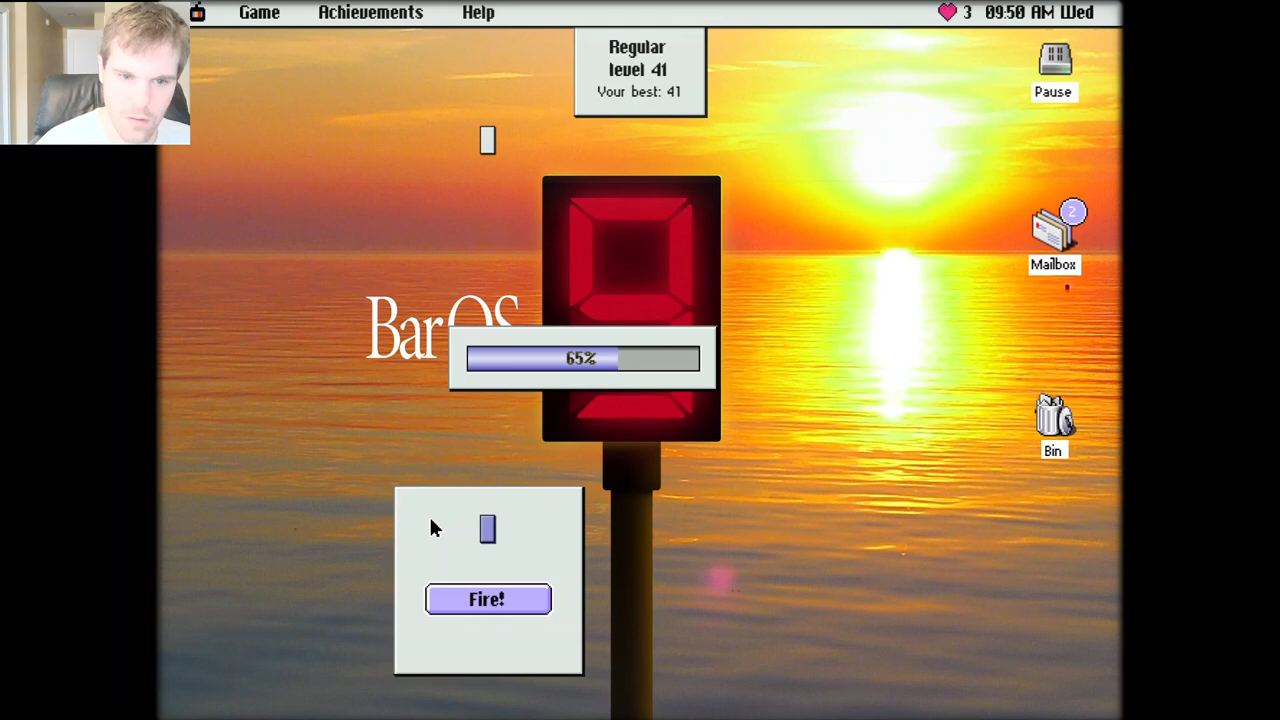 Game Achievements Help 3 09:50 AM Wed
Regular
level 41
Your best: 41
Pause
2
Mailbox
BarOS
65%
Bin
Fire!